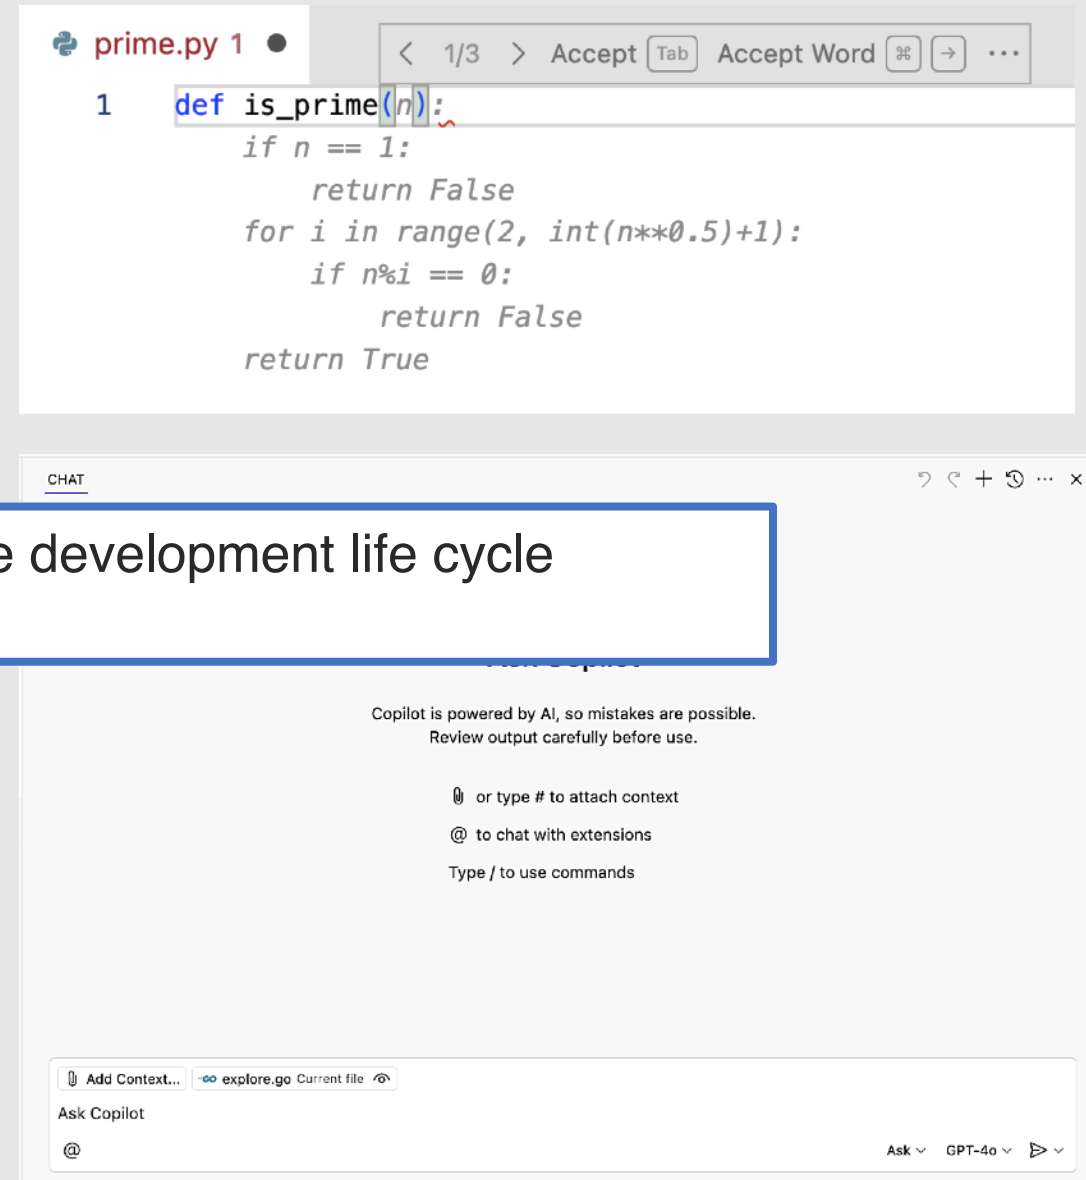 prime.py 1
1/3 Accept Tab Accept Word ⌘ → ···
1 def is_prime(n):
if n == 1:
return False
for i in range(2, int(n**0.5)+1):
if n%i == 0:
return False
return True
CHAT
development life cycle
Copilot is powered by AI, so mistakes are possible.
Review output carefully before use.
or type # to attach context
@ to chat with extensions
Type / to use commands
Add Context... GO explore.go Current file
Ask Copilot
@
Ask GPT-4o